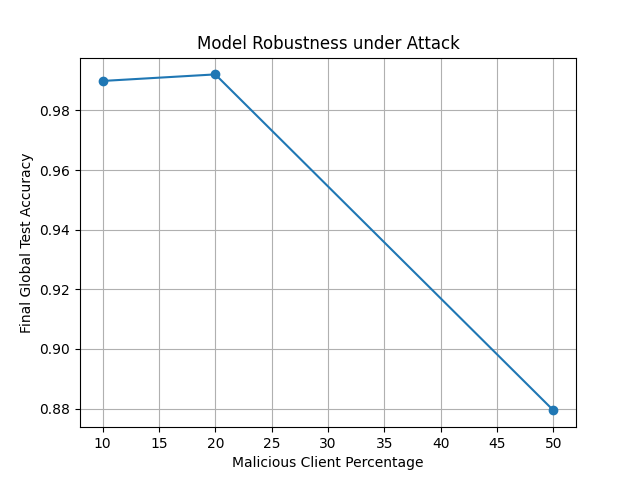 Model Robustness under Attack
Final Global Test Accuracy
0.98
0.96
0.94
0.92
0.90
0.88
10 15 20 25 30 35 40 45 50
Malicious Client Percentage